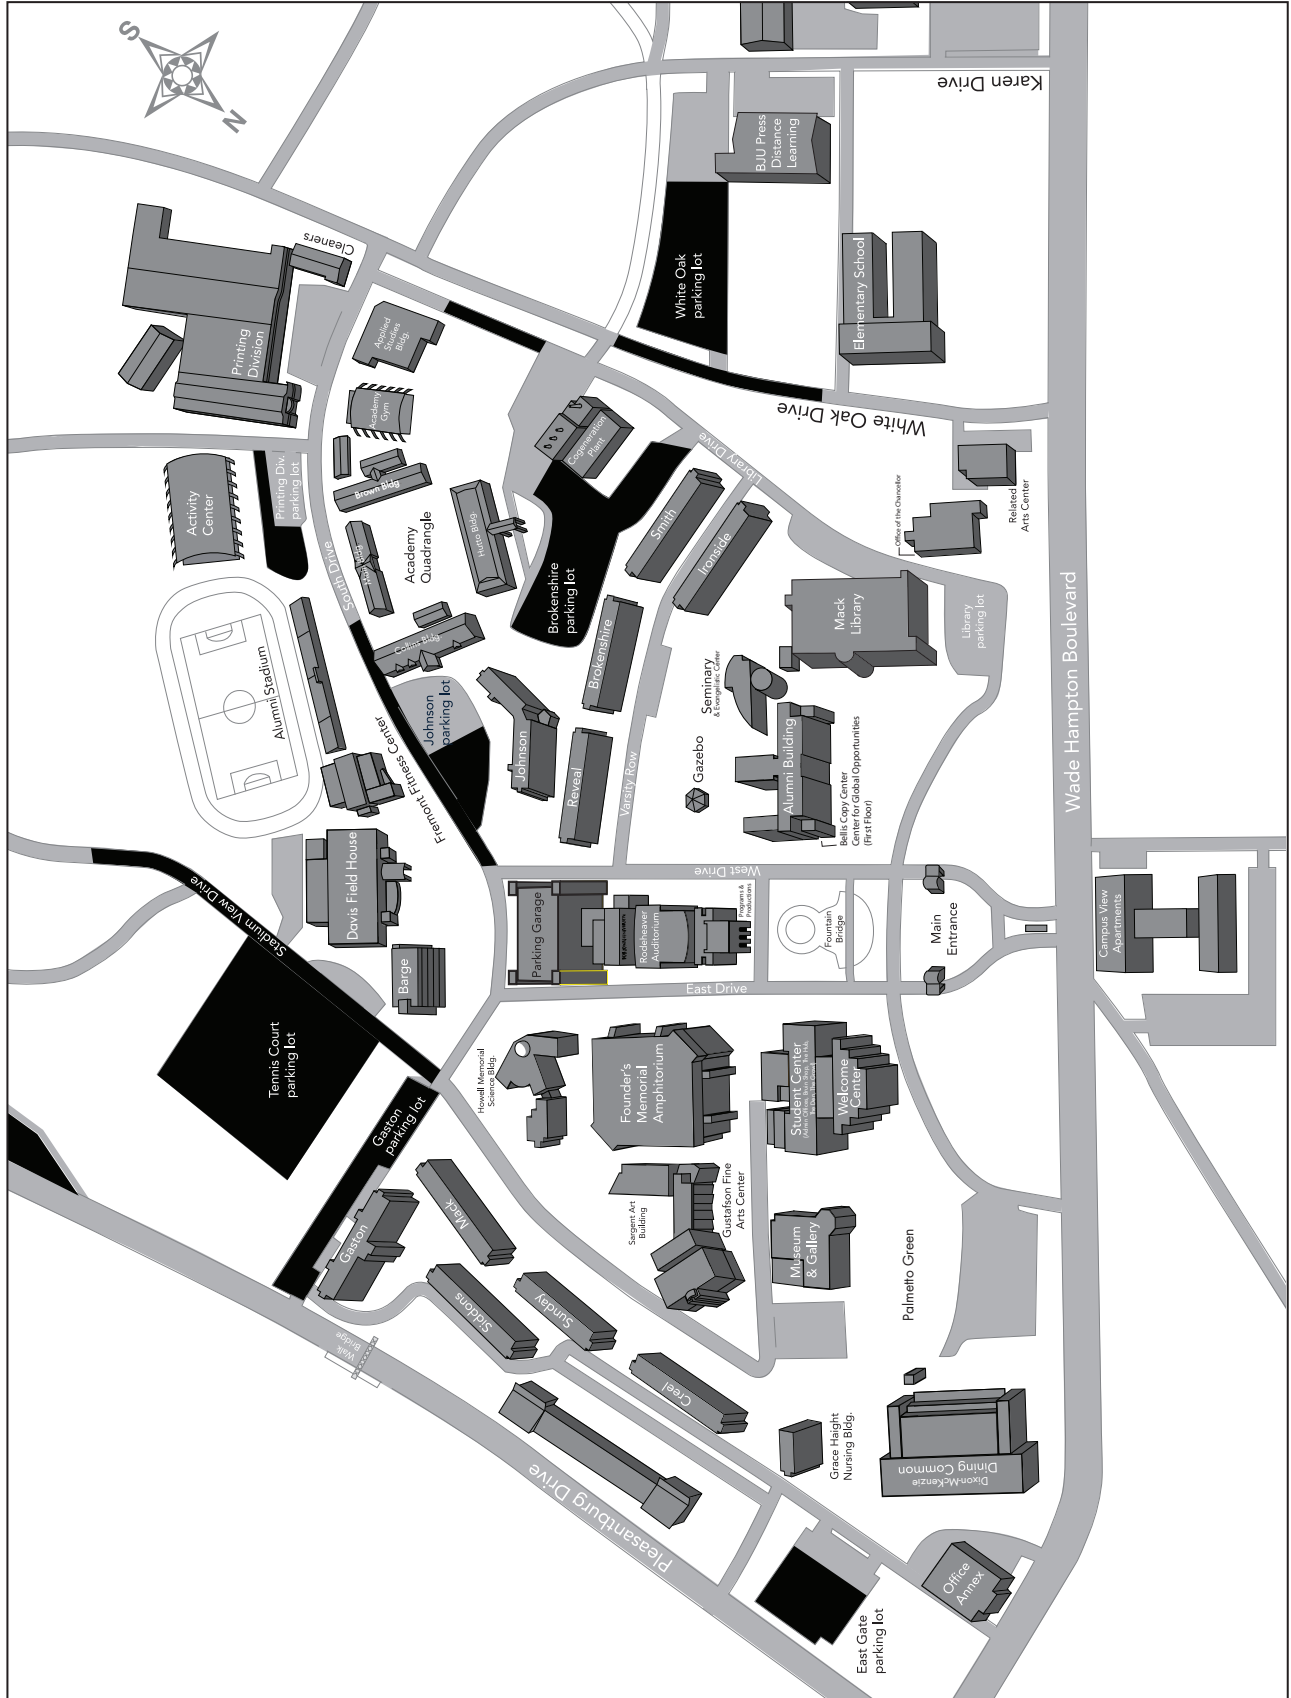 S
N
Karen Drive
BJU Press
Distance
Learning
Cleaners
Printing
Division
White Oak
parking lot
Elementary School
Applied
Studies
Bldg.
Academy
Gym
White Oak Drive
Cogeneration
Plant
Library Drive
Activity
Center
Printing Div.
parking lot
Brown Bldg
Hutto Bldg.
Academy
Quadrangle
Main Bldg
South Drive
Smith
Ironside
Related
Arts Center
Office of the Chancellor
Brokenshire
parking lot
Mack
Library
Library
parking lot
Wade Hampton Boulevard
Collins Bldg.
Brokenshire
Seminary
& Evangelistic Center
Alumni Stadium
Johnson
parking lot
Johnson
Reveal
Varsity Row
Gazebo
Alumni Building
Bellis Copy Center
Center for Global Opportunities
(First Floor)
Fremont Fitness Center
Davis Field House
West Drive
Stadium View Drive
Parking Garage
Rodeheaver
Auditorium
Programs &
Productions
Fountain
Bridge
Main
Entrance
Campus View
Apartments
Barge
East Drive
Tennis Court
parking lot
Howell Memorial
Science Bldg.
Founder's
Memorial
Amphitorium
Student Center
Welcome
Center
Gaston
parking lot
Gaston
Mack
Sargent Art
Building
Gustafson Fine
Arts Center
Museum
& Gallery
Palmetto Green
Siddons
Sunday
Walk
Bridge
Creel
Grace Haight
Nursing Bldg.
Dixon-McKenzie
Dining Common
Pleasantburg Drive
Office
Annex
East Gate
parking lot